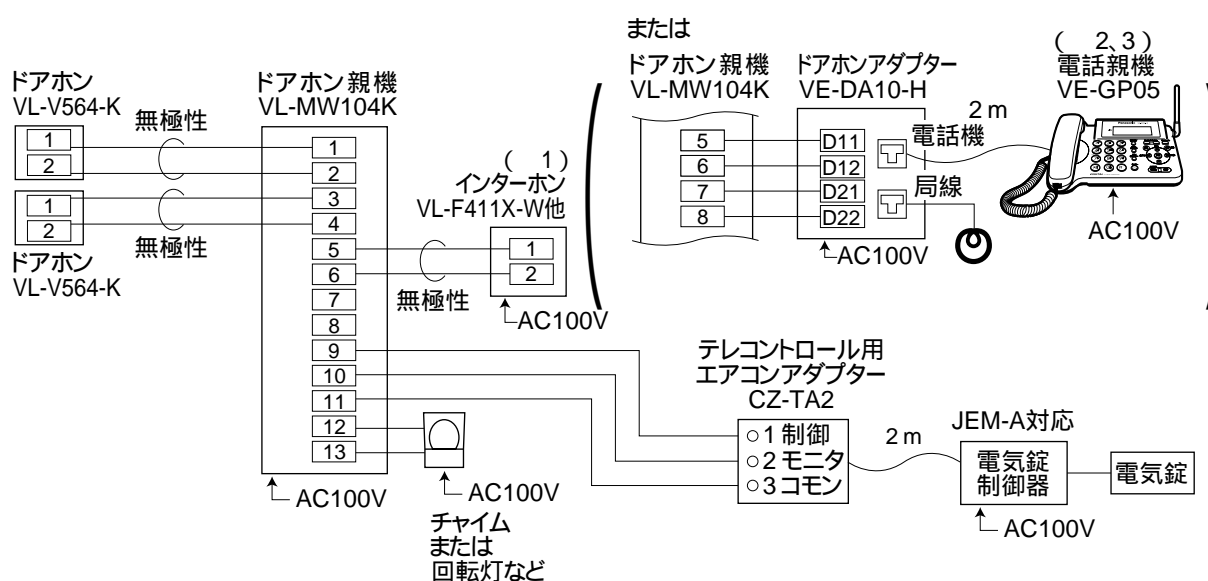 ドアホン
VL-V564-K
1
2
無極性
1
2
無極性
ドアホン
VL-V564-K
ドアホン親機
VL-MW104K
1
2
3
4
5
6
7
8
9
10
11
12
13
AC100V
( 1)
インターホン
VL-F411X-W他
1
2
無極性
AC100V
または
ドアホン親機
VL-MW104K
5
6
7
8
ドアホンアダプター
VE-DA10-H
D11
D12
D21
D22
電話機
局線
AC100V
2 m
( 2、3)
電話親機
VE-GP05
AC100V
AC100V
チャイム
または
回転灯など
テレコントロール用
エアコンアダプター
CZ-TA2
1 制御
2 モニタ
3 コモン
2 m
JEM-A対応
電気錠
制御器
AC100V
電気錠